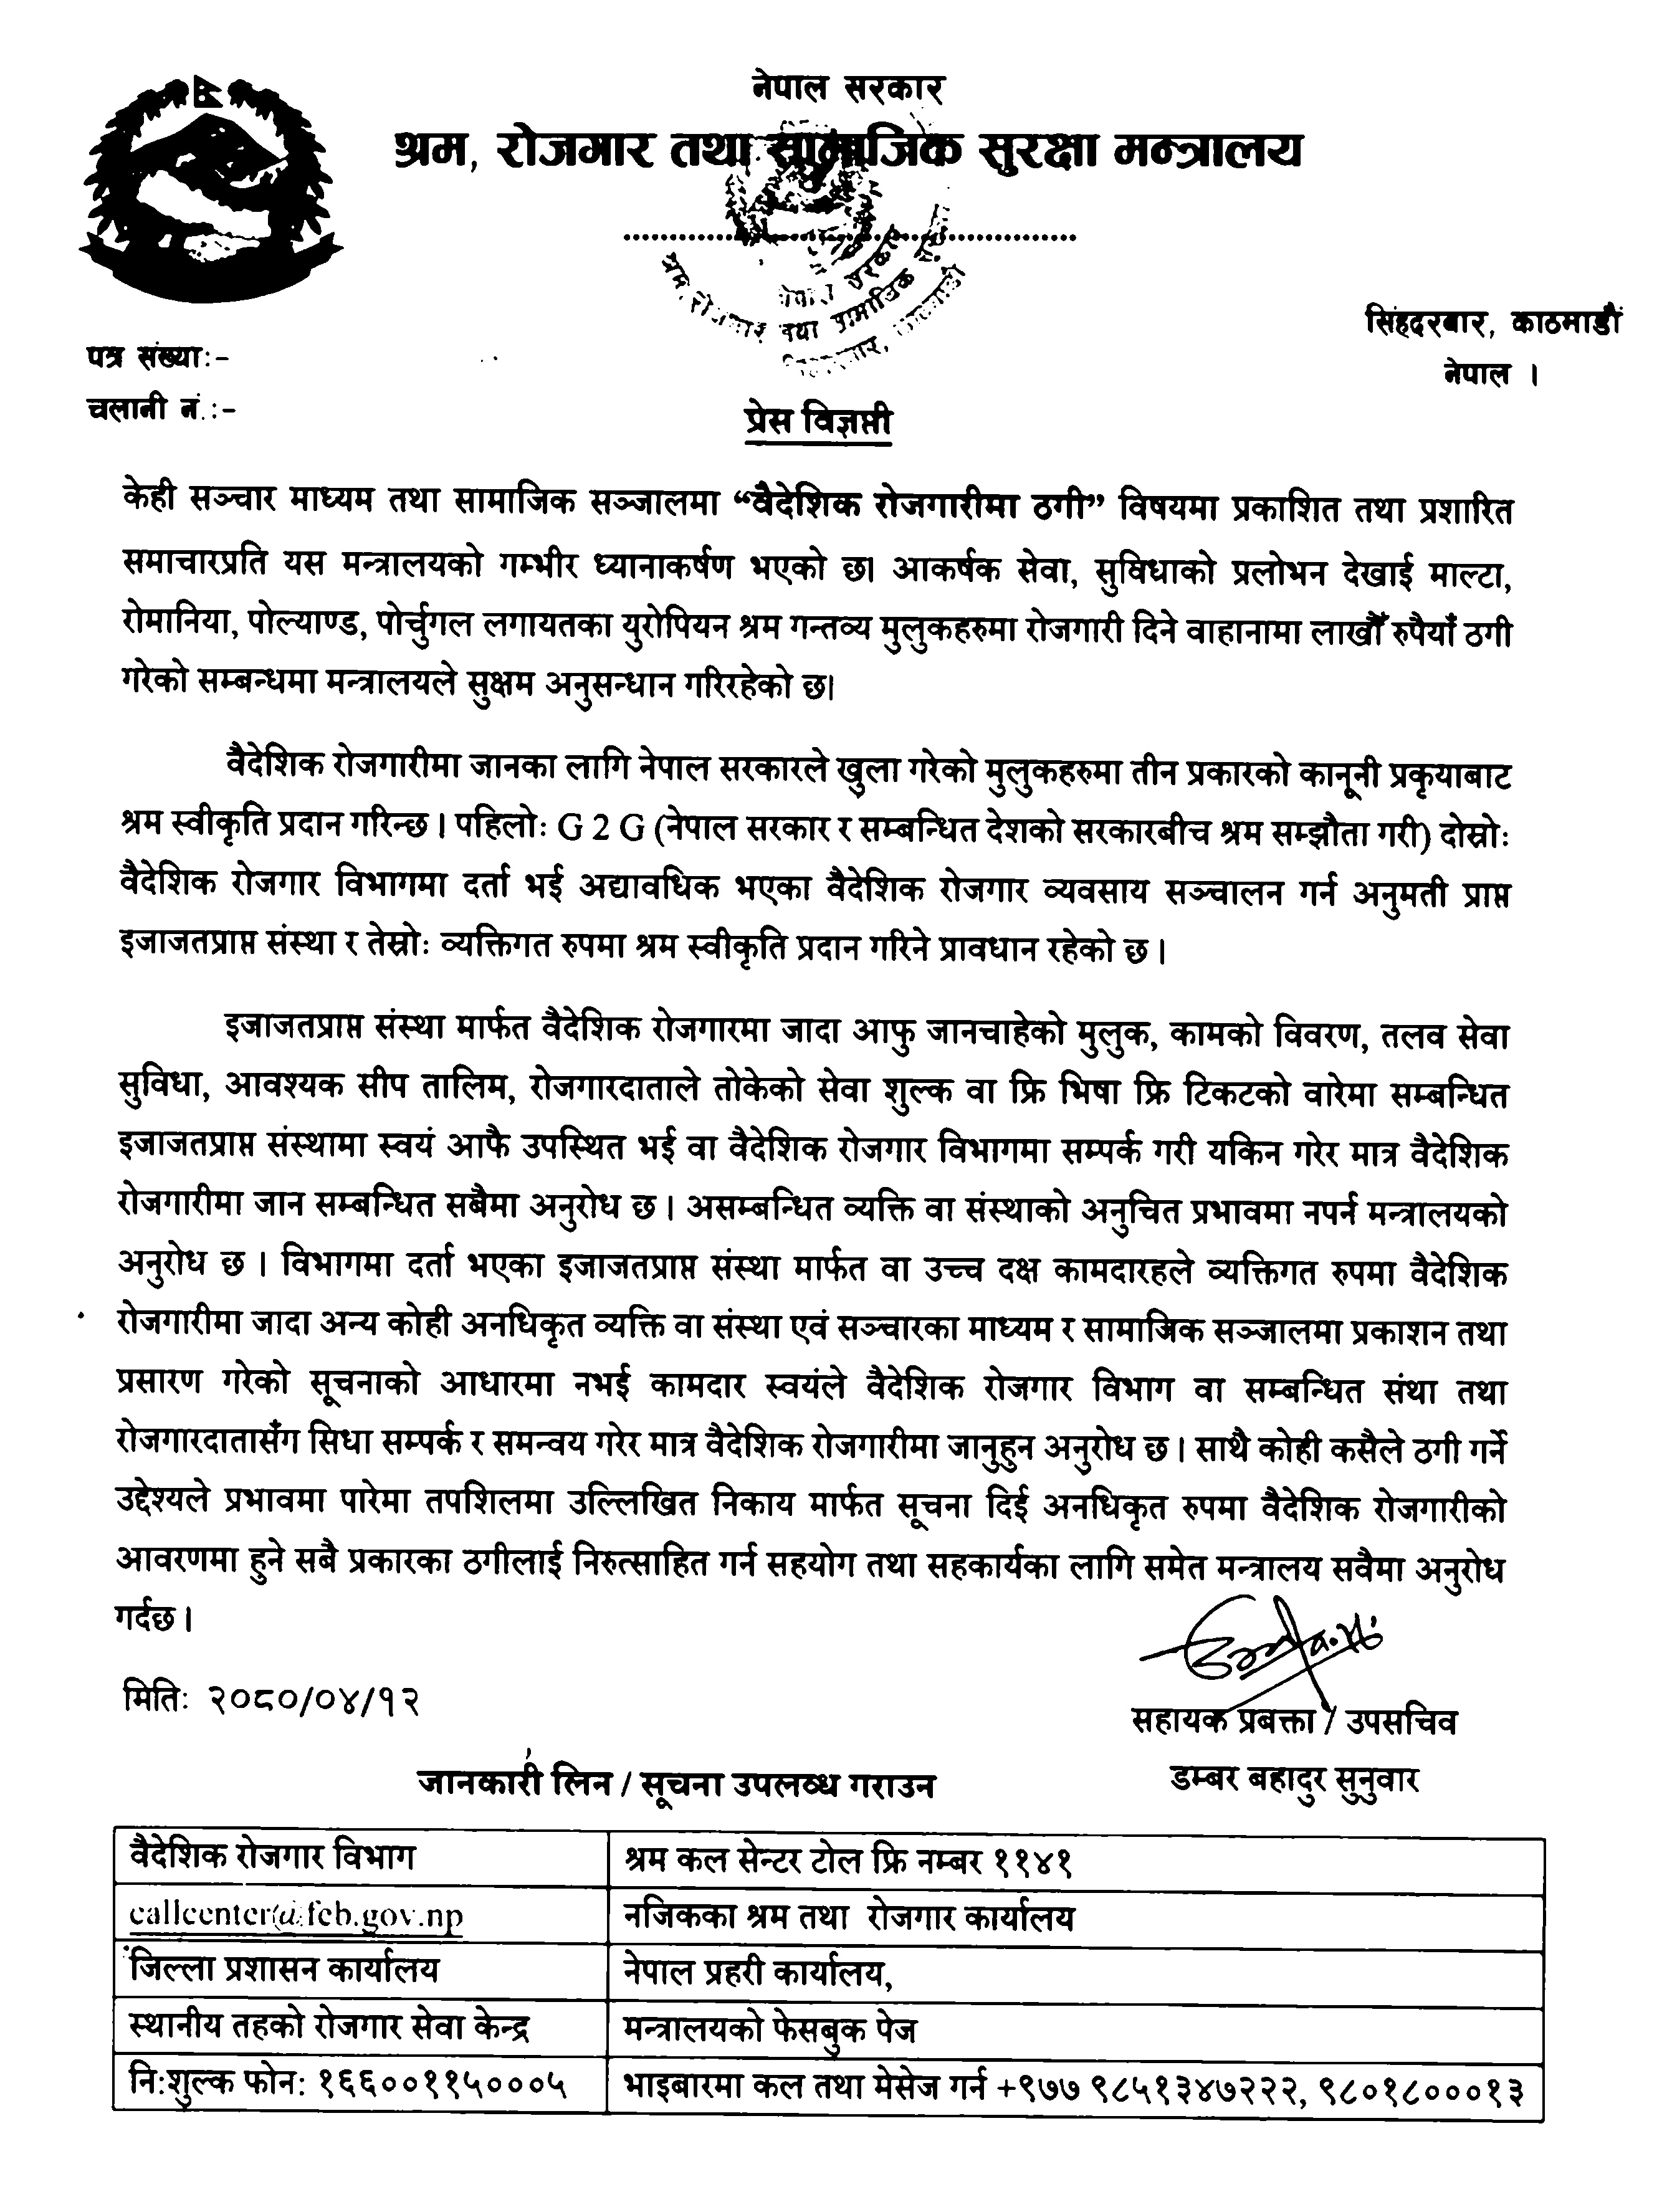 नेपाल सरकार
श्रम, रोजगार तथा सामाजिक सुरक्षा मन्त्रालय
श्रम, रोजगार तथा सामाजिक
नेपाल सरकार
सिंहदरबार, काठमाडौं
नेपाल ।
पत्र संख्याः-
चलानी नं.:-
प्रेस विज्ञप्ती
केही सञ्चार माध्यम तथा सामाजिक सञ्जालमा “वैदेशिक रोजगारीमा ठगी” विषयमा प्रकाशित तथा प्रशारित
समाचारप्रति यस मन्त्रालयको गम्भीर ध्यानाकर्षण भएको छ। आकर्षक सेवा, सुविधाको प्रलोभन देखाई माल्टा,
रोमानिया, पोल्याण्ड, पोर्चुगल लगायतका युरोपियन श्रम गन्तव्य मुलुकहरुमा रोजगारी दिने वाहानामा लाखौँ रुपैयाँ ठगी
गरेको सम्बन्धमा मन्त्रालयले सुक्षम अनुसन्धान गरिरहेको छ।
वैदेशिक रोजगारीमा जानका लागि नेपाल सरकारले खुला गरेको मुलुकहरुमा तीन प्रकारको कानूनी प्रकृयाबाट
श्रम स्वीकृति प्रदान गरिन्छ । पहिलोः G 2 G (नेपाल सरकार र सम्बन्धित देशको सरकारबीच श्रम सम्झौता गरी) दोस्रोः
वैदेशिक रोजगार विभागमा दर्ता भई अद्यावधिक भएका वैदेशिक रोजगार व्यवसाय सञ्चालन गर्न अनुमती प्राप्त
इजाजतप्राप्त संस्था र तेस्रोः व्यक्तिगत रुपमा श्रम स्वीकृति प्रदान गरिने प्रावधान रहेको छ ।
इजाजतप्राप्त संस्था मार्फत वैदेशिक रोजगारमा जादा आफु जानचाहेको मुलुक, कामको विवरण, तलव सेवा
सुविधा, आवश्यक सीप तालिम, रोजगारदाताले तोकेको सेवा शुल्क वा फ्रि भिषा फ्रि टिकटको वारेमा सम्बन्धित
इजाजतप्राप्त संस्थामा स्वयं आफै उपस्थित भई वा वैदेशिक रोजगार विभागमा सम्पर्क गरी यकिन गरेर मात्र वैदेशिक
रोजगारीमा जान सम्बन्धित सबैमा अनुरोध छ । असम्बन्धित व्यक्ति वा संस्थाको अनुचित प्रभावमा नपर्न मन्त्रालयको
अनुरोध छ । विभागमा दर्ता भएका इजाजतप्राप्त संस्था मार्फत वा उच्च दक्ष कामदारहले व्यक्तिगत रुपमा वैदेशिक
रोजगारीमा जादा अन्य कोही अनधिकृत व्यक्ति वा संस्था एवं सञ्चारका माध्यम र सामाजिक सञ्जालमा प्रकाशन तथा
प्रसारण गरेको सूचनाको आधारमा नभई कामदार स्वयंले वैदेशिक रोजगार विभाग वा सम्बन्धित संथा तथा
रोजगारदातासँग सिधा सम्पर्क र समन्वय गरेर मात्र वैदेशिक रोजगारीमा जानुहुन अनुरोध छ । साथै कोही कसैले ठगी गर्ने
उद्देश्यले प्रभावमा पारेमा तपशिलमा उल्लिखित निकाय मार्फत सूचना दिई अनधिकृत रुपमा वैदेशिक रोजगारीको
आवरणमा हुने सबै प्रकारका ठगीलाई निरुत्साहित गर्न सहयोग तथा सहकार्यका लागि समेत मन्त्रालय सवैमा अनुरोध
गर्दछ ।
मितिः २०८०/०४/१२
सहायक प्रबक्ता / उपसचिव
डम्बर बहादुर सुनुवार
जानकारी लिन / सूचना उपलव्ध गराउन
वैदेशिक रोजगार विभाग श्रम कल सेन्टर टोल फ्रि नम्बर ११४१
callcenter@feb.gov.np नजिकका श्रम तथा रोजगार कार्यालय
जिल्ला प्रशासन कार्यालय नेपाल प्रहरी कार्यालय,
स्थानीय तहको रोजगार सेवा केन्द्र मन्त्रालयको फेसबुक पेज
नि:शुल्क फोन: १६६००११५०००५ भाइबारमा कल तथा मेसेज गर्न +९७७ ९८५१३४७२२२, ९८०१८०००१३